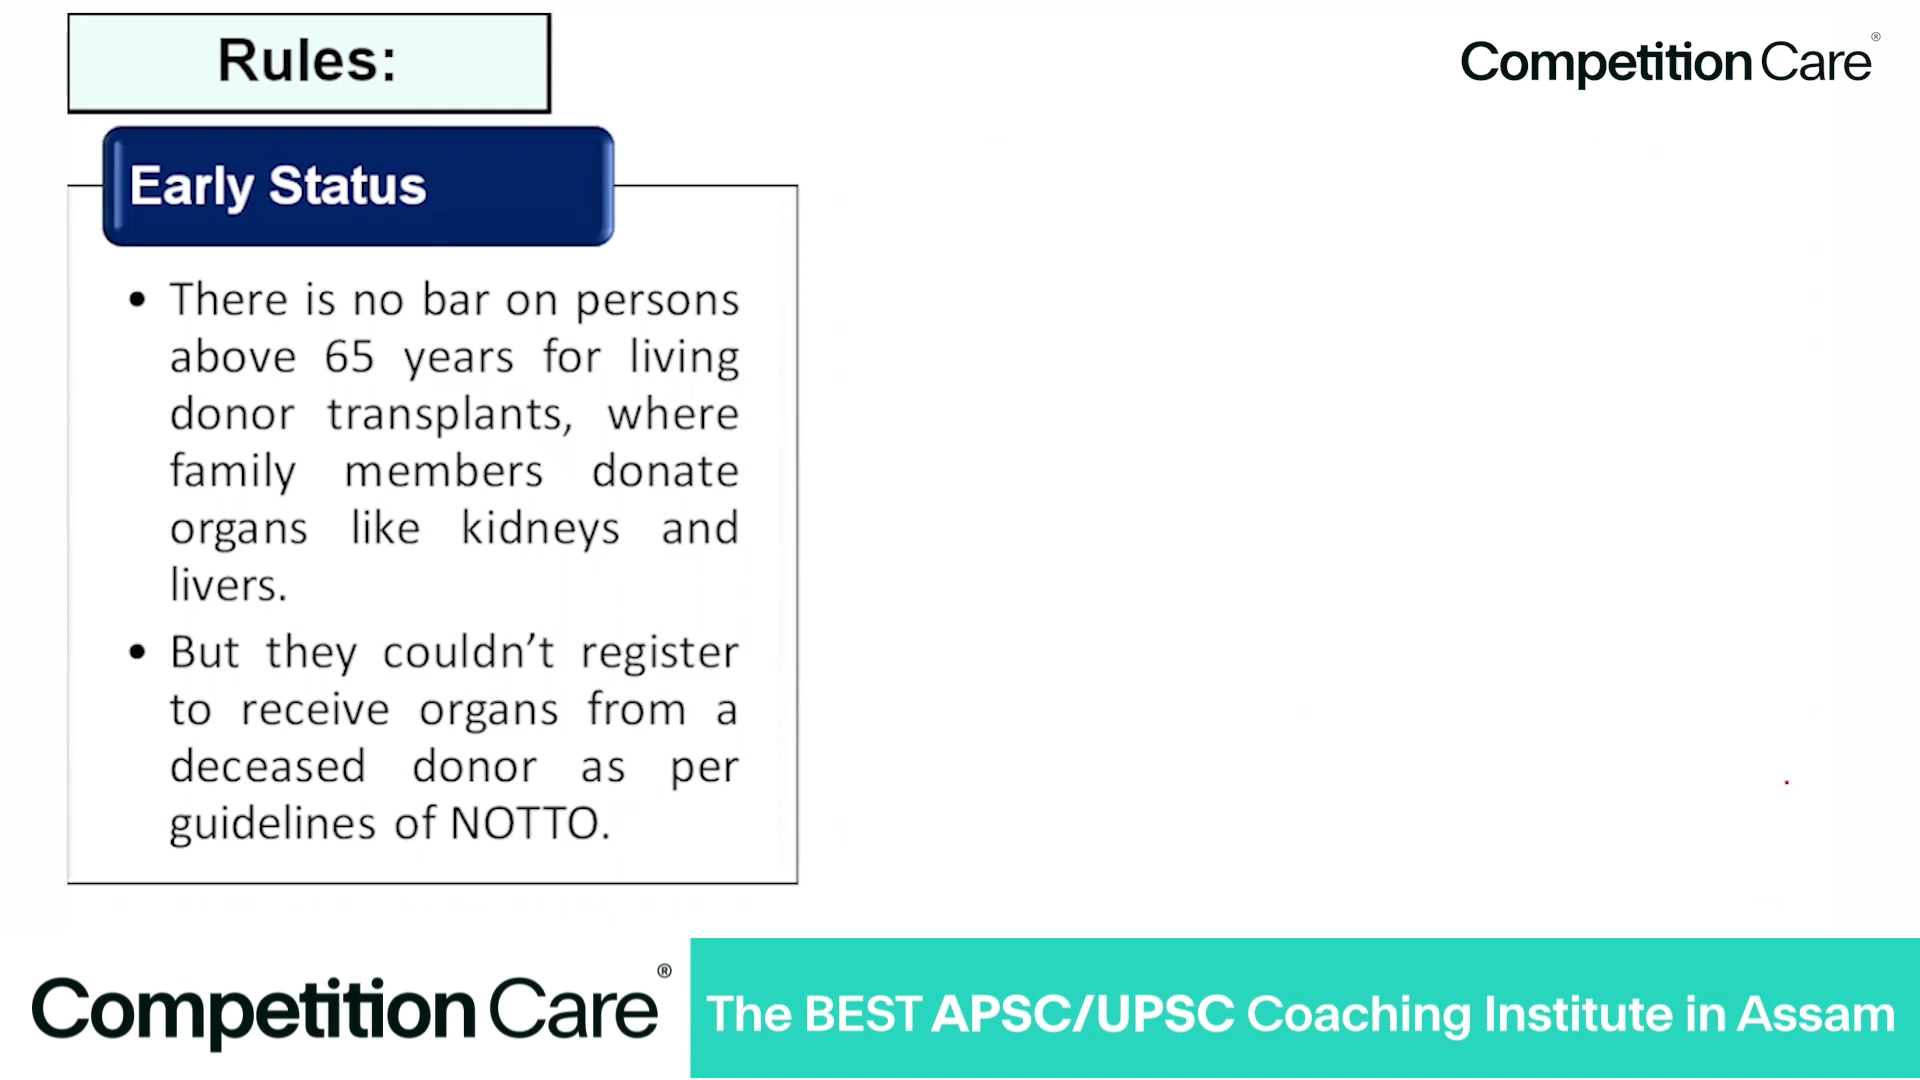 Rules:
Competition Care®
Early Status
• There is no bar on persons
above 65 years for living
donor transplants, where
family members donate
organs like kidneys and
livers.
• But they couldn’t register
to receive organs from a
deceased donor as per
guidelines of NOTTO.
Competition Care®
The BEST APSC/UPSC Coaching Institute in Assam